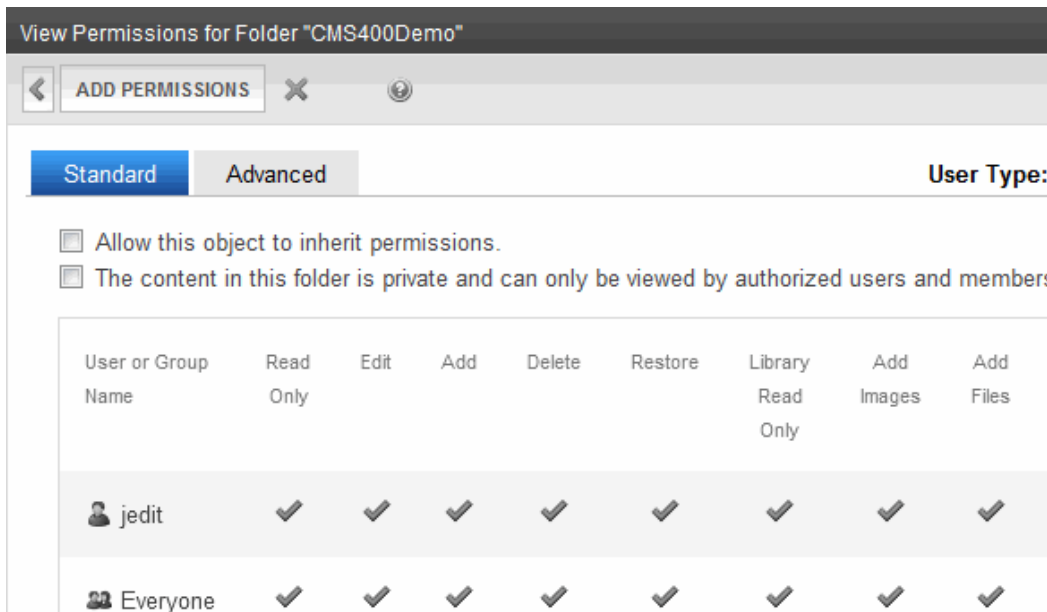 View Permissions for Folder "CMS400Demo"
ADD PERMISSIONS
Standard Advanced User Type:
Allow this object to inherit permissions.
The content in this folder is private and can only be viewed by authorized users and members
User or Group Read Edit Add Delete Restore Library Add Add
Name Only Read Images Files
Only
jedit
Everyone